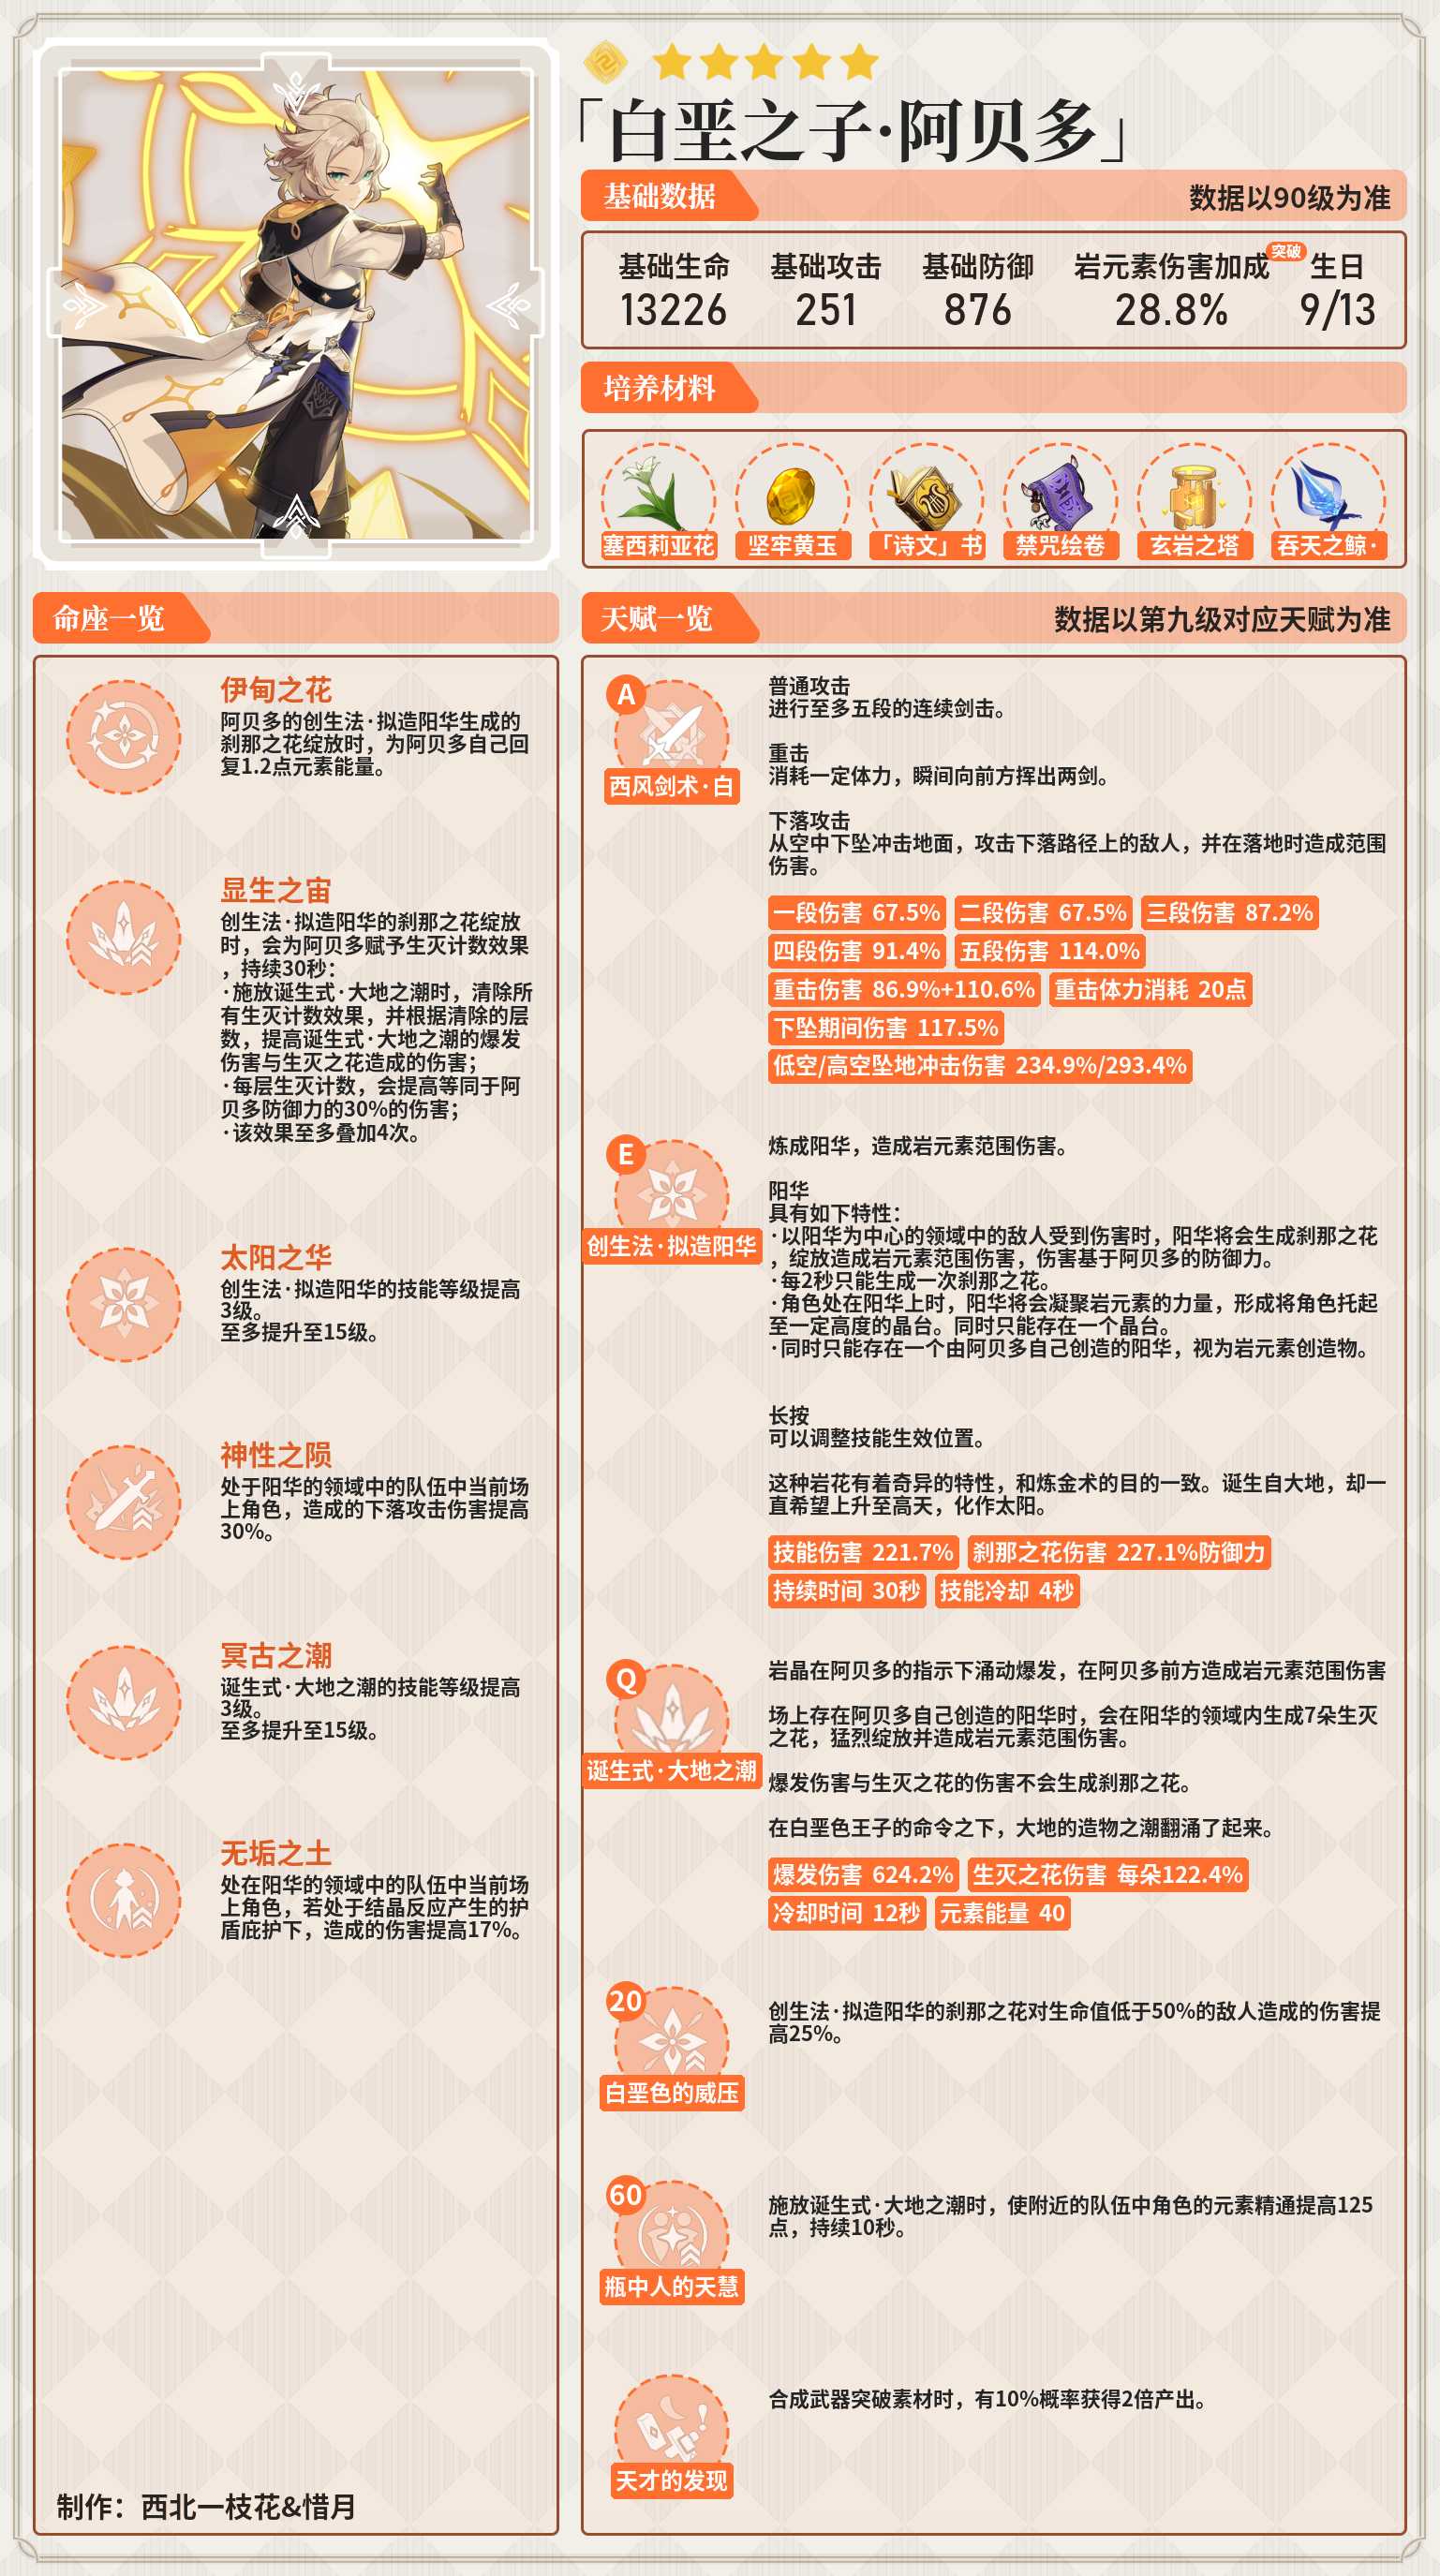 「白垩之子·阿贝多」
基础数据
数据以90级为准
基础生命 基础攻击 基础防御 岩元素伤害加成 突破 生日
13226 251 876 28.8% 9/13
培养材料
塞西莉亚花 坚牢黄玉 「诗文」书 禁咒绘卷 玄岩之塔 吞天之鲸·
命座一览
伊甸之花
阿贝多的创生法·拟造阳华生成的
刹那之花绽放时，为阿贝多自己回
复1.2点元素能量。
显生之宙
创生法·拟造阳华的刹那之花绽放
时，会为阿贝多赋予生灭计数效果
，持续30秒：
·施放诞生式·大地之潮时，清除所
有生灭计数效果，并根据清除的层
数，提高诞生式·大地之潮的爆发
伤害与生灭之花造成的伤害；
·每层生灭计数，会提高等同于阿
贝多防御力的30%的伤害；
·该效果至多叠加4次。
太阳之华
创生法·拟造阳华的技能等级提高
3级。
至多提升至15级。
神性之陨
处于阳华的领域中的队伍中当前场
上角色，造成的下落攻击伤害提高
30%。
冥古之潮
诞生式·大地之潮的技能等级提高
3级。
至多提升至15级。
无垢之土
处在阳华的领域中的队伍中当前场
上角色，若处于结晶反应产生的护
盾庇护下，造成的伤害提高17%。
制作：西北一枝花&惜月
天赋一览
数据以第九级对应天赋为准
A
西风剑术·白
普通攻击
进行至多五段的连续剑击。
重击
消耗一定体力，瞬间向前方挥出两剑。
下落攻击
从空中下坠冲击地面，攻击下落路径上的敌人，并在落地时造成范围
伤害。
一段伤害 67.5% 二段伤害 67.5% 三段伤害 87.2%
四段伤害 91.4% 五段伤害 114.0%
重击伤害 86.9%+110.6% 重击体力消耗 20点
下坠期间伤害 117.5%
低空/高空坠地冲击伤害 234.9%/293.4%
E
创生法·拟造阳华
炼成阳华，造成岩元素范围伤害。
阳华
具有如下特性：
·以阳华为中心的领域中的敌人受到伤害时，阳华将会生成刹那之花
，绽放造成岩元素范围伤害，伤害基于阿贝多的防御力。
·每2秒只能生成一次刹那之花。
·角色处在阳华上时，阳华将会凝聚岩元素的力量，形成将角色托起
至一定高度的晶台。同时只能存在一个晶台。
·同时只能存在一个由阿贝多自己创造的阳华，视为岩元素创造物。
长按
可以调整技能生效位置。
这种岩花有着奇异的特性，和炼金术的目的一致。诞生自大地，却一
直希望上升至高天，化作太阳。
技能伤害 221.7% 刹那之花伤害 227.1%防御力
持续时间 30秒 技能冷却 4秒
Q
诞生式·大地之潮
岩晶在阿贝多的指示下涌动爆发，在阿贝多前方造成岩元素范围伤害
场上存在阿贝多自己创造的阳华时，会在阳华的领域内生成7朵生灭
之花，猛烈绽放并造成岩元素范围伤害。
爆发伤害与生灭之花的伤害不会生成刹那之花。
在白垩色王子的命令之下，大地的造物之潮翻涌了起来。
爆发伤害 624.2% 生灭之花伤害 每朵122.4%
冷却时间 12秒 元素能量 40
20
白垩色的威压
创生法·拟造阳华的刹那之花对生命值低于50%的敌人造成的伤害提
高25%。
60
瓶中人的天慧
施放诞生式·大地之潮时，使附近的队伍中角色的元素精通提高125
点，持续10秒。
天才的发现
合成武器突破素材时，有10%概率获得2倍产出。